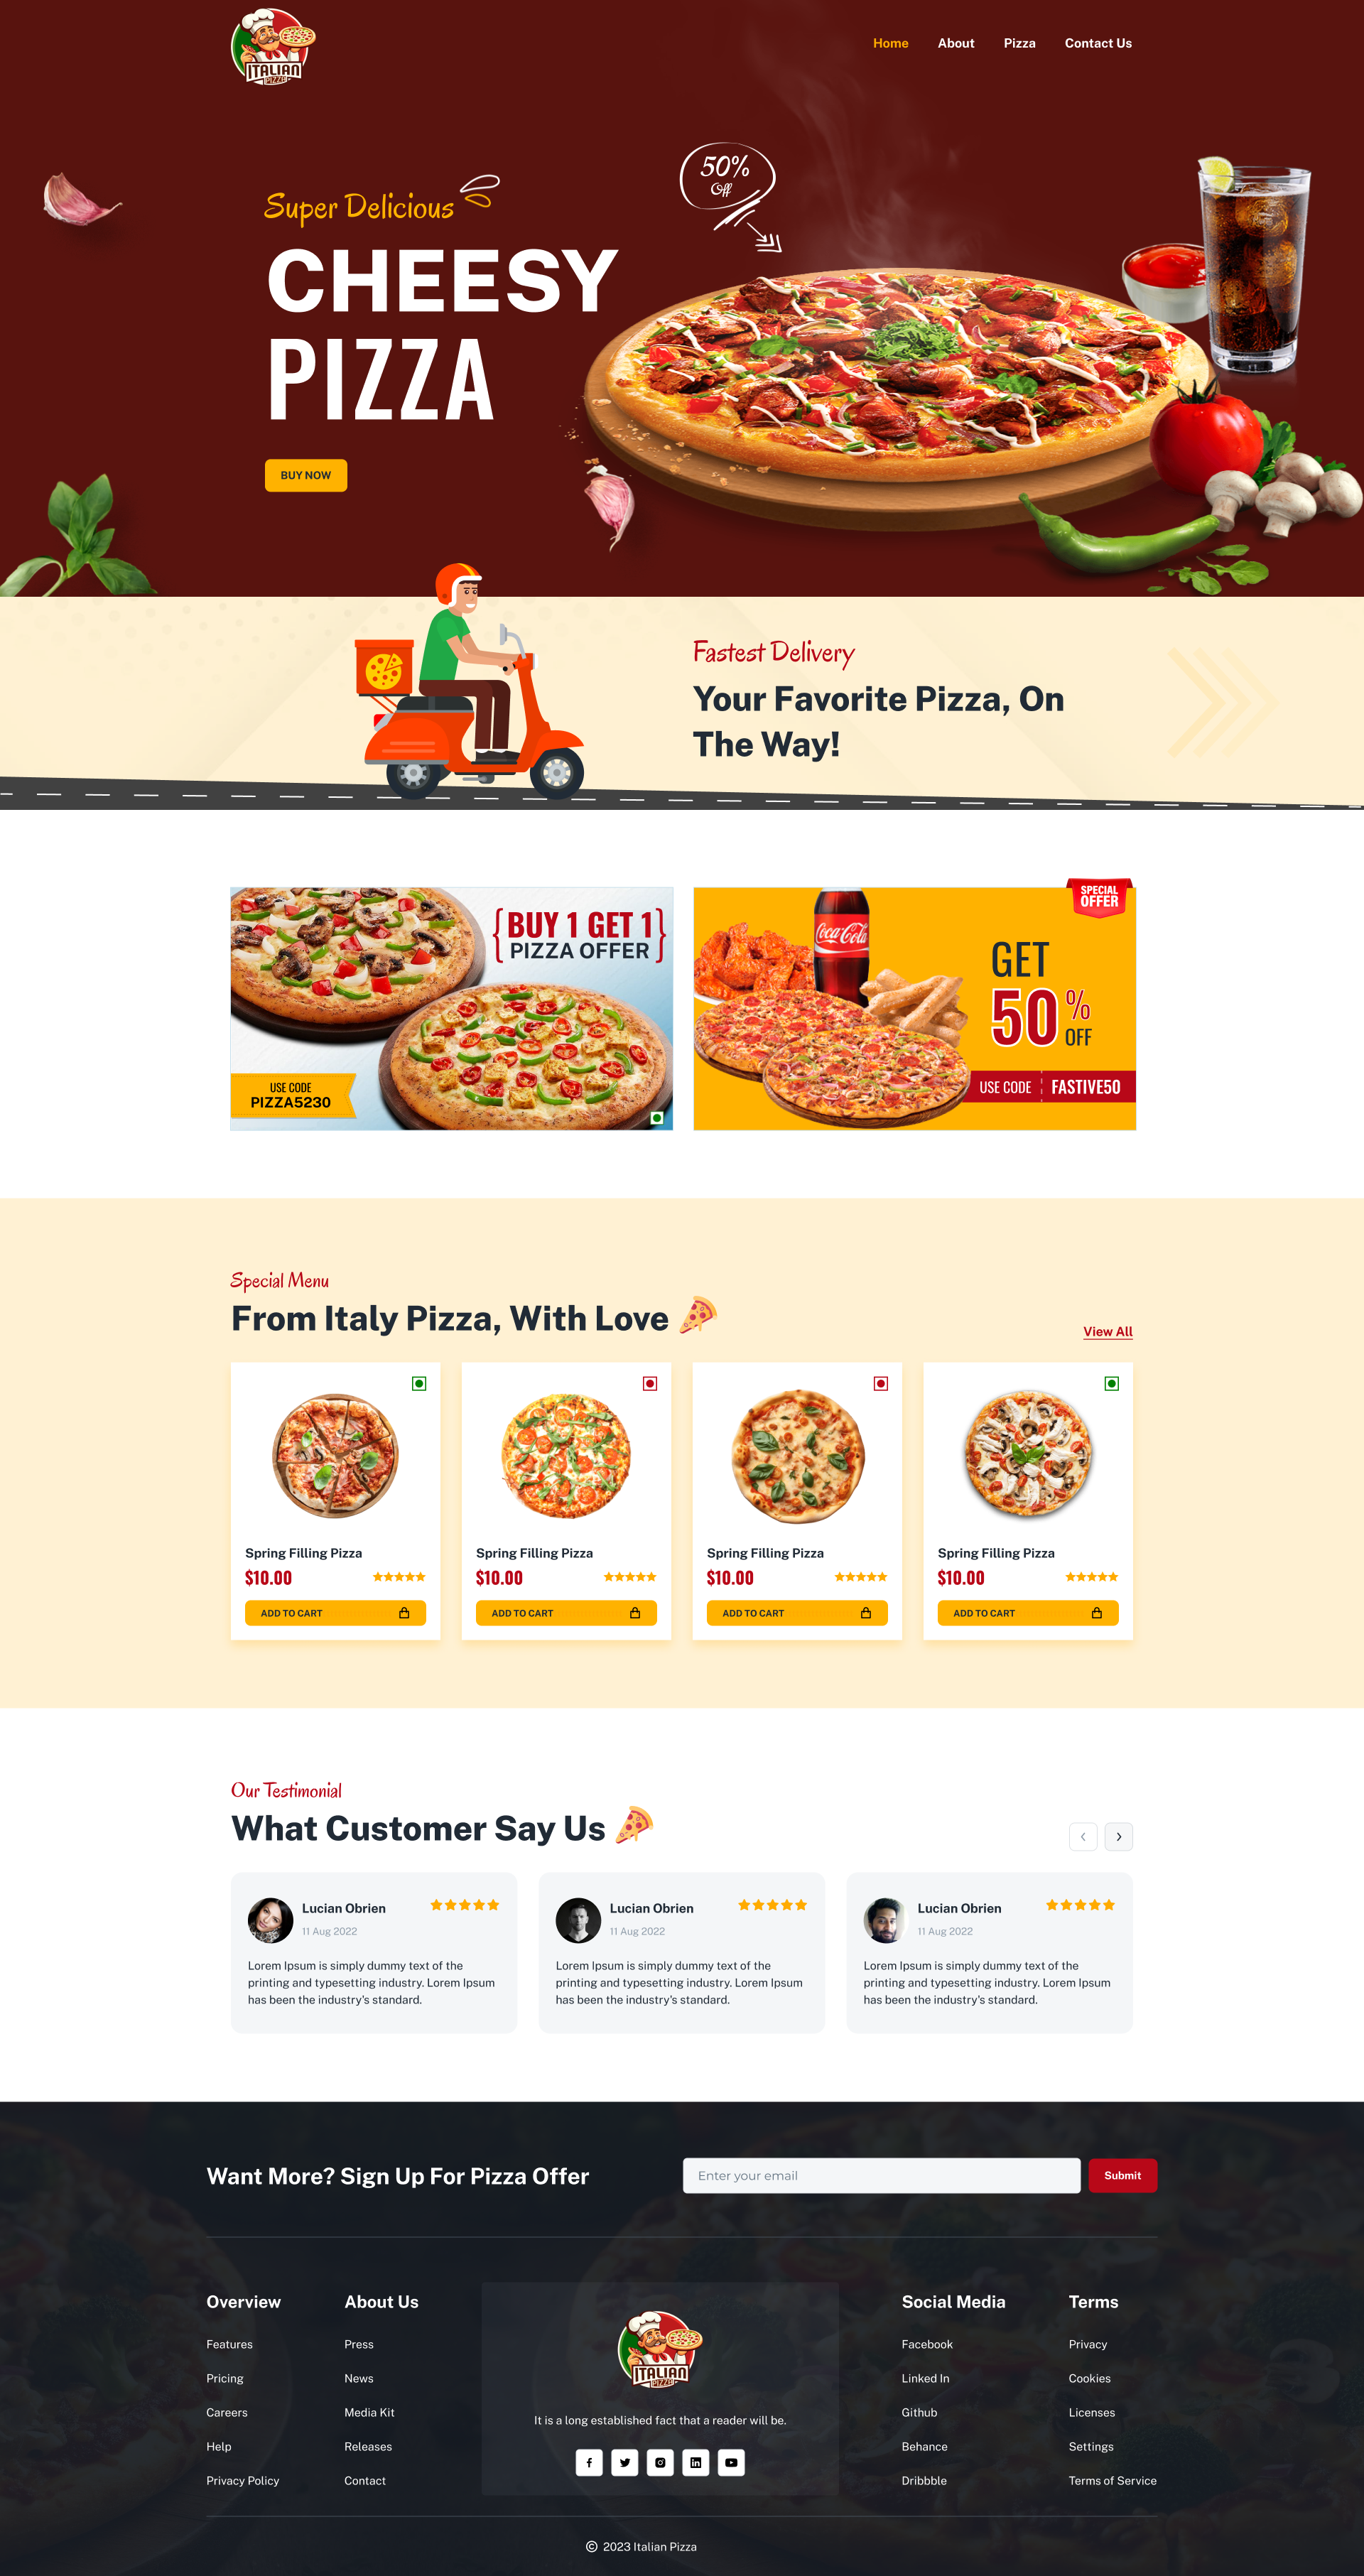 ITALIAN
PIZZA
Home
About
Pizza
Contact Us
Super Delicious
CHEESY
PIZZA
BUY NOW
50%
Off
Fastest Delivery
Your Favorite Pizza, On
The Way!
{BUY 1 GET 1}
PIZZA OFFER
USE CODE
PIZZA5230
Coca-Cola
SPECIAL
OFFER
GET
50%
OFF
USE CODE
FASTIVE50
Special Menu
From Italy Pizza, With Love
View All
Spring Filling Pizza
$10.00
ADD TO CART
Spring Filling Pizza
$10.00
ADD TO CART
Spring Filling Pizza
$10.00
ADD TO CART
Spring Filling Pizza
$10.00
ADD TO CART
Our Testimonial
What Customer Say Us
Lucian Obrien
11 Aug 2022
Lorem Ipsum is simply dummy text of the
printing and typesetting industry. Lorem Ipsum
has been the industry's standard.
Lucian Obrien
11 Aug 2022
Lorem Ipsum is simply dummy text of the
printing and typesetting industry. Lorem Ipsum
has been the industry's standard.
Lucian Obrien
11 Aug 2022
Lorem Ipsum is simply dummy text of the
printing and typesetting industry. Lorem Ipsum
has been the industry's standard.
Want More? Sign Up For Pizza Offer
Enter your email
Submit
Overview
Features
Pricing
Careers
Help
Privacy Policy
About Us
Press
News
Media Kit
Releases
Contact
ITALIAN
PIZZA
It is a long established fact that a reader will be.
Social Media
Facebook
Linked In
Github
Behance
Dribbble
Terms
Privacy
Cookies
Licenses
Settings
Terms of Service
© 2023 Italian Pizza